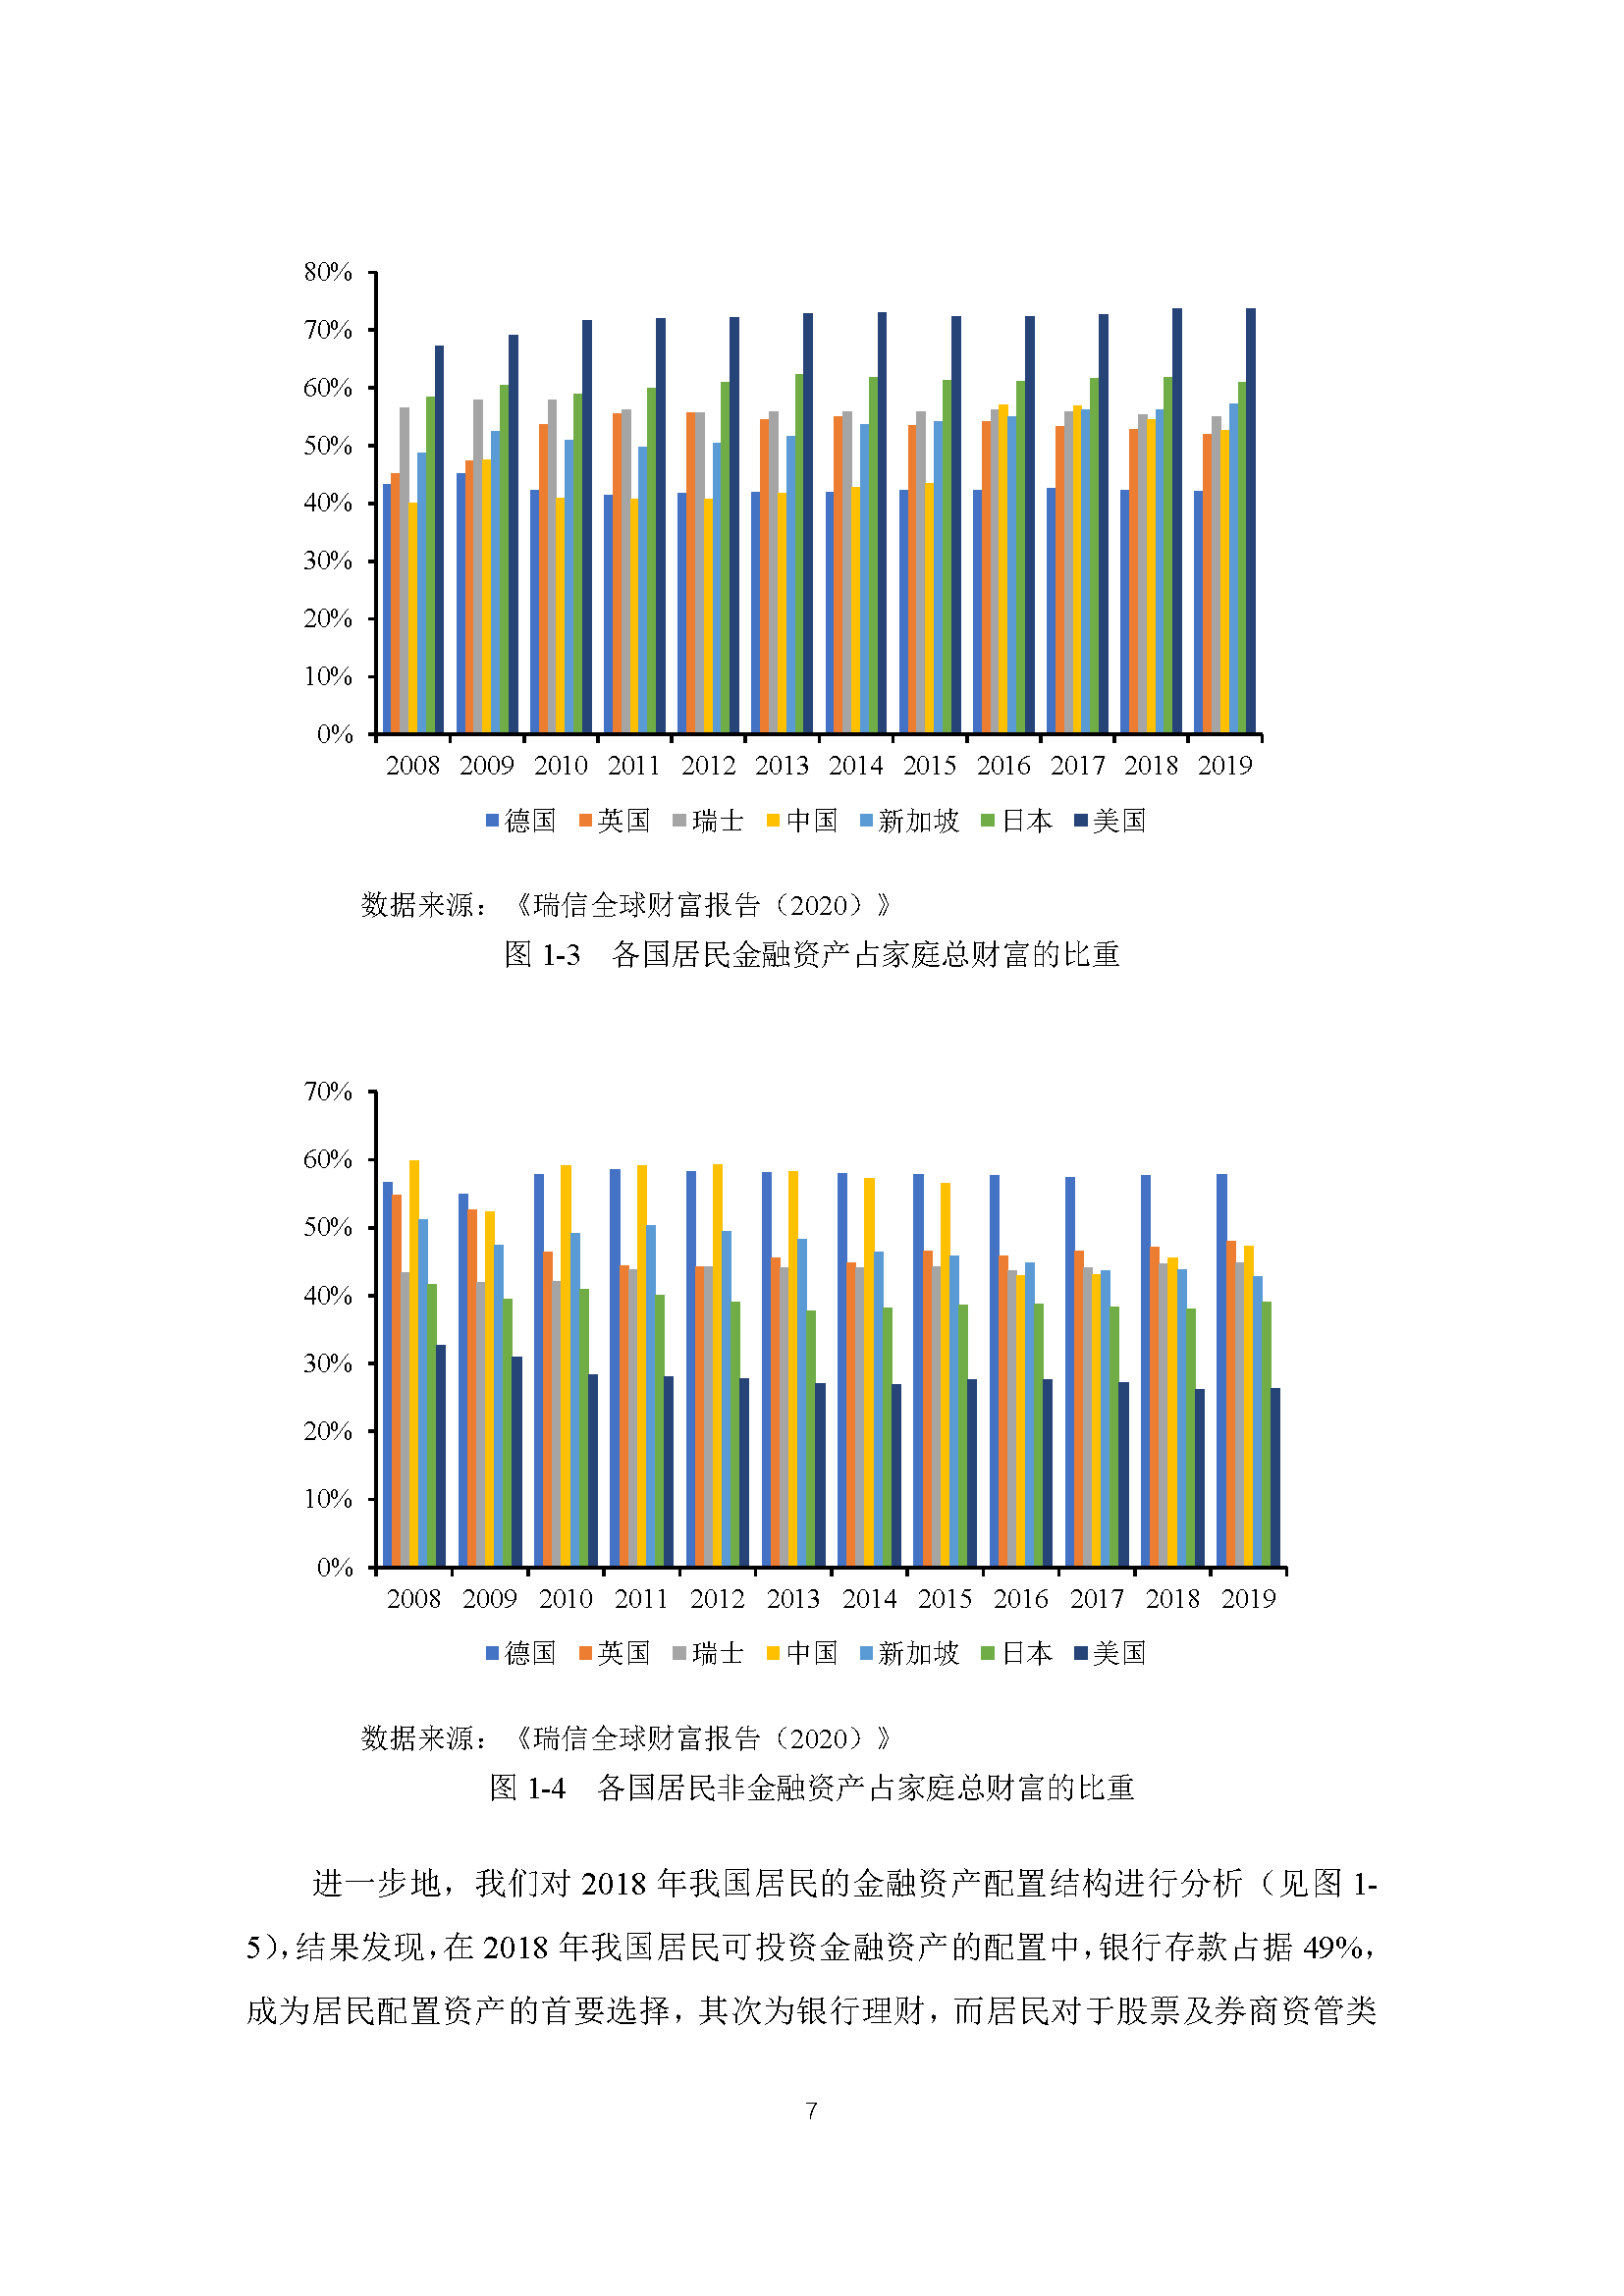 80%
70%
60%
50%
40%
30%
20%
10%
0%
2008 2009 2010 2011 2012 2013 2014 2015 2016 2017 2018 2019
德国 英国 瑞士 中国 新加坡 日本 美国
数据来源：《瑞信全球财富报告（2020）》
图 1-3 各国居民金融资产占家庭总财富的比重
70%
60%
50%
40%
30%
20%
10%
0%
2008 2009 2010 2011 2012 2013 2014 2015 2016 2017 2018 2019
德国 英国 瑞士 中国 新加坡 日本 美国
数据来源：《瑞信全球财富报告（2020）》
图 1-4 各国居民非金融资产占家庭总财富的比重
进一步地，我们对 2018 年我国居民的金融资产配置结构进行分析（见图 1-
5），结果发现，在 2018 年我国居民可投资金融资产的配置中，银行存款占据 49%，
成为居民配置资产的首要选择，其次为银行理财，而居民对于股票及券商资管类
7